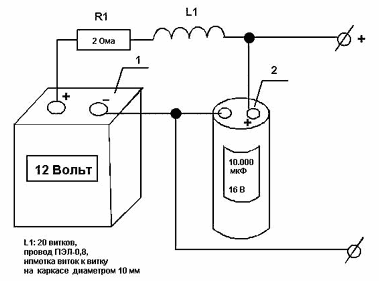 R1
L1
2 Ома
+
1
2
+
−
+
12 Вольт
10.000
мкФ
16 В
L1: 20 витков,
провод ПЭЛ-0,8,
нпмотка виток к витку
на каркасе диаметром 10 мм